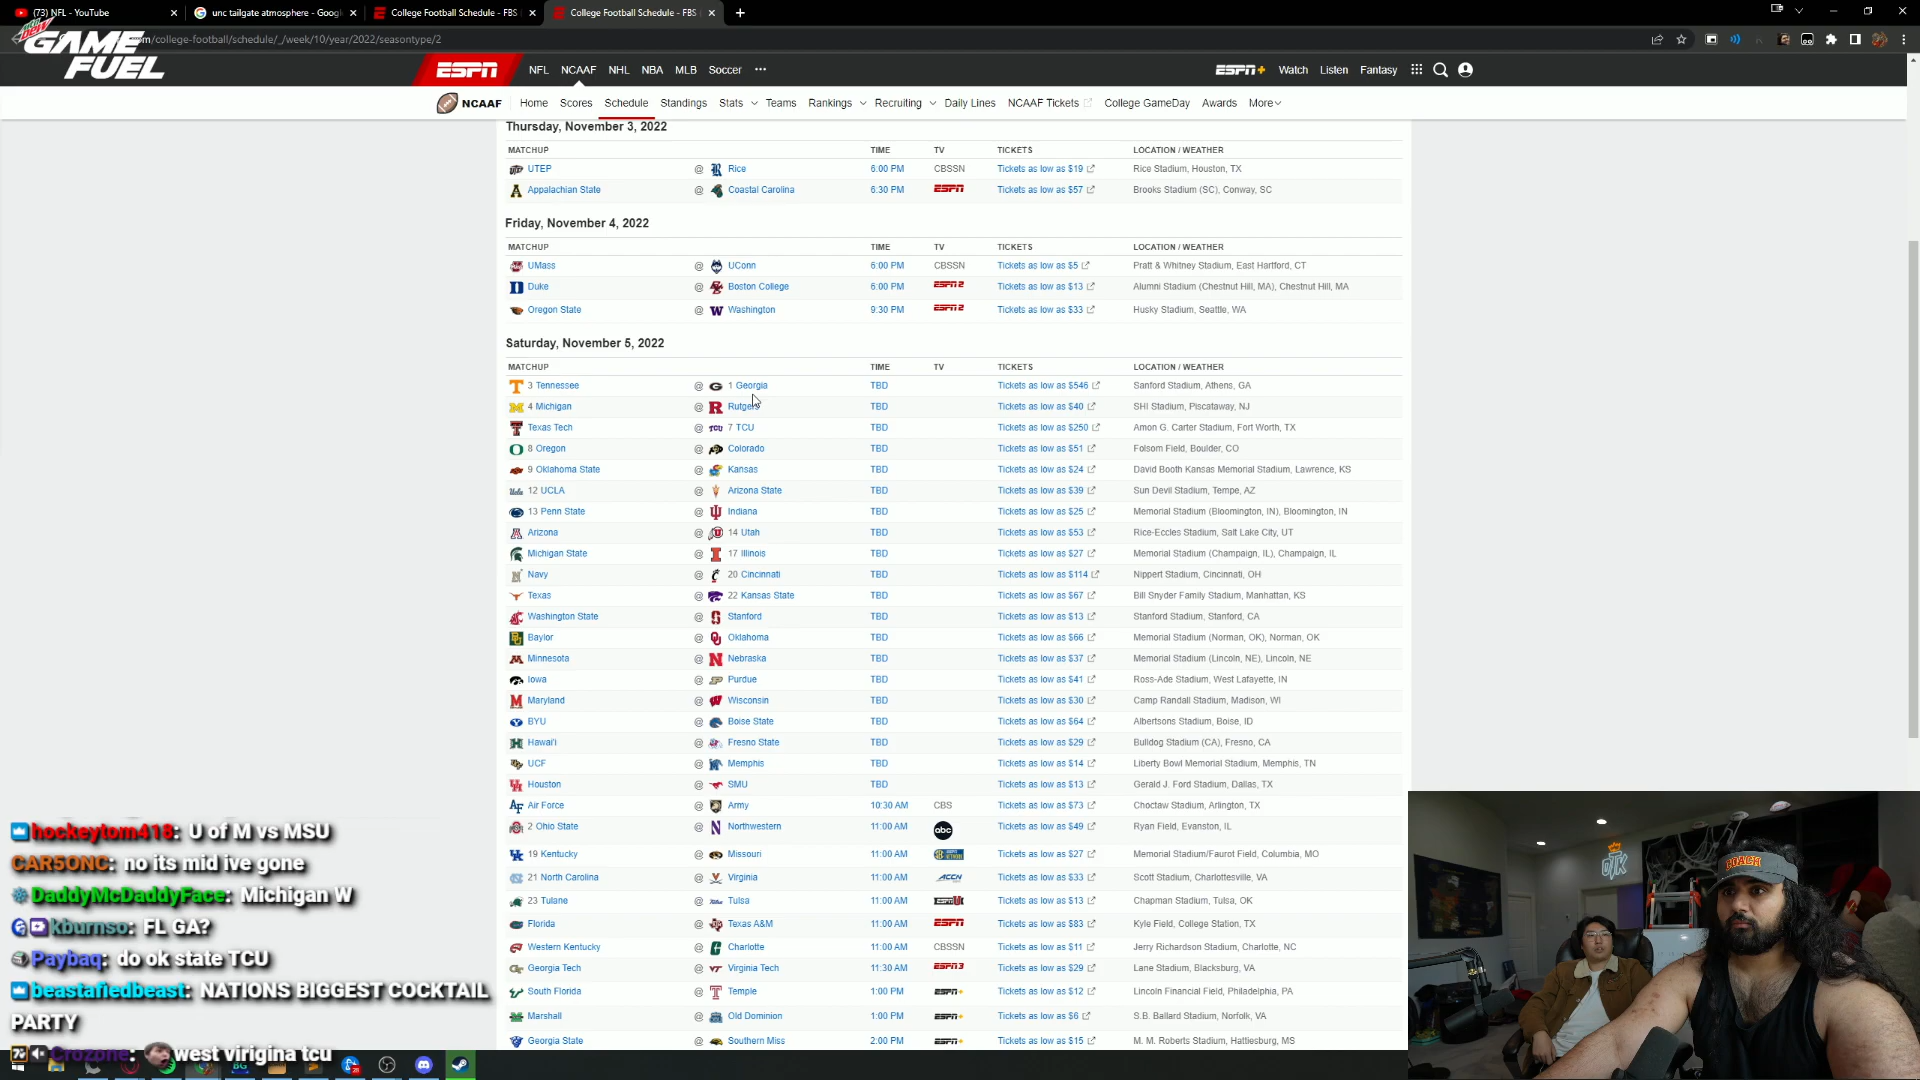 (73) NFL - YouTube
unc tailgate atmosphere - Googl
College Football Schedule - FBS |
College Football Schedule - FBS |
MTN DEW
GAME FUEL
om/college-football/schedule/_/week/10/year/2022/seasontype/2
ESPN NFL NCAAF NHL NBA MLB Soccer ••• ESPN+ Watch Listen Fantasy
NCAAF Home Scores Schedule Standings Stats Teams Rankings Recruiting Daily Lines NCAAF Tickets College GameDay Awards More
Thursday, November 3, 2022
MATCHUP TIME TV TICKETS LOCATION / WEATHER
UTEP @ Rice 6:00 PM CBSSN Tickets as low as $19 Rice Stadium, Houston, TX
Appalachian State @ Coastal Carolina 6:30 PM ESPN Tickets as low as $57 Brooks Stadium (SC), Conway, SC
Friday, November 4, 2022
MATCHUP TIME TV TICKETS LOCATION / WEATHER
UMass @ UConn 6:00 PM CBSSN Tickets as low as $5 Pratt & Whitney Stadium, East Hartford, CT
Duke @ Boston College 6:00 PM ESPN2 Tickets as low as $13 Alumni Stadium (Chestnut Hill, MA), Chestnut Hill, MA
Oregon State @ Washington 9:30 PM ESPN2 Tickets as low as $33 Husky Stadium, Seattle, WA
Saturday, November 5, 2022
MATCHUP TIME TV TICKETS LOCATION / WEATHER
3 Tennessee @ 1 Georgia TBD Tickets as low as $546 Sanford Stadium, Athens, GA
4 Michigan @ Rutgers TBD Tickets as low as $40 SHI Stadium, Piscataway, NJ
Texas Tech @ 7 TCU TBD Tickets as low as $250 Amon G. Carter Stadium, Fort Worth, TX
8 Oregon @ Colorado TBD Tickets as low as $51 Folsom Field, Boulder, CO
9 Oklahoma State @ Kansas TBD Tickets as low as $24 David Booth Kansas Memorial Stadium, Lawrence, KS
12 UCLA @ Arizona State TBD Tickets as low as $39 Sun Devil Stadium, Tempe, AZ
13 Penn State @ Indiana TBD Tickets as low as $25 Memorial Stadium (Bloomington, IN), Bloomington, IN
Arizona @ 14 Utah TBD Tickets as low as $53 Rice-Eccles Stadium, Salt Lake City, UT
Michigan State @ 17 Illinois TBD Tickets as low as $27 Memorial Stadium (Champaign, IL), Champaign, IL
Navy @ 20 Cincinnati TBD Tickets as low as $114 Nippert Stadium, Cincinnati, OH
Texas @ 22 Kansas State TBD Tickets as low as $67 Bill Snyder Family Stadium, Manhattan, KS
Washington State @ Stanford TBD Tickets as low as $13 Stanford Stadium, Stanford, CA
Baylor @ Oklahoma TBD Tickets as low as $66 Memorial Stadium (Norman, OK), Norman, OK
Minnesota @ Nebraska TBD Tickets as low as $37 Memorial Stadium (Lincoln, NE), Lincoln, NE
Iowa @ Purdue TBD Tickets as low as $41 Ross-Ade Stadium, West Lafayette, IN
Maryland @ Wisconsin TBD Tickets as low as $30 Camp Randall Stadium, Madison, WI
BYU @ Boise State TBD Tickets as low as $64 Albertsons Stadium, Boise, ID
Hawai'i @ Fresno State TBD Tickets as low as $29 Bulldog Stadium (CA), Fresno, CA
UCF @ Memphis TBD Tickets as low as $14 Liberty Bowl Memorial Stadium, Memphis, TN
Houston @ SMU TBD Tickets as low as $13 Gerald J. Ford Stadium, Dallas, TX
Air Force @ Army 10:30 AM CBS Tickets as low as $73 Choctaw Stadium, Arlington, TX
2 Ohio State @ Northwestern 11:00 AM abc Tickets as low as $49 Ryan Field, Evanston, IL
19 Kentucky @ Missouri 11:00 AM Tickets as low as $27 Memorial Stadium/Faurot Field, Columbia, MO
21 North Carolina @ Virginia 11:00 AM ACCN Tickets as low as $33 Scott Stadium, Charlottesville, VA
23 Tulane @ Tulsa 11:00 AM ESPNU Tickets as low as $13 Chapman Stadium, Tulsa, OK
Florida @ Texas A&M 11:00 AM ESPN Tickets as low as $83 Kyle Field, College Station, TX
Western Kentucky @ Charlotte 11:00 AM CBSSN Tickets as low as $11 Jerry Richardson Stadium, Charlotte, NC
Georgia Tech @ Virginia Tech 11:30 AM ESPN3 Tickets as low as $29 Lane Stadium, Blacksburg, VA
South Florida @ Temple 1:00 PM ESPN+ Tickets as low as $12 Lincoln Financial Field, Philadelphia, PA
Marshall @ Old Dominion 1:00 PM ESPN+ Tickets as low as $6 S.B. Ballard Stadium, Norfolk, VA
Georgia State @ Southern Miss 2:00 PM ESPN+ Tickets as low as $15 M. M. Roberts Stadium, Hattiesburg, MS
hockeytom418: U of M vs MSU
CAR5ONC: no its mid ive gone
DaddyMcDaddyFace: Michigan W
kburnso: FL GA?
Paybaq: do ok state TCU
beastafiedbeast: NATIONS BIGGEST COCKTAIL
PARTY
Crozone: west virigina tcu
COACH
OTK